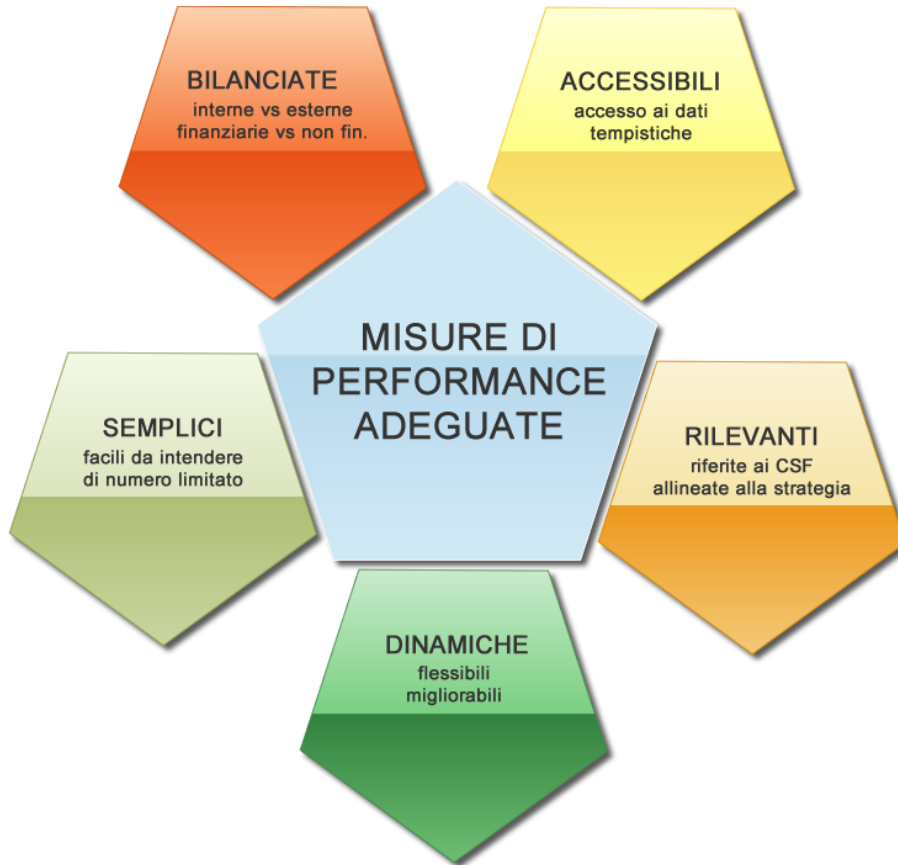 BILANCIATE
interne vs esterne
finanziarie vs non fin.
ACCESSIBILI
accesso ai dati
tempistiche
MISURE DI
PERFORMANCE
ADEGUATE
SEMPLICI
facili da intendere
di numero limitato
RILEVANTI
riferite ai CSF
allineate alla strategia
DINAMICHE
flessibili
migliorabili